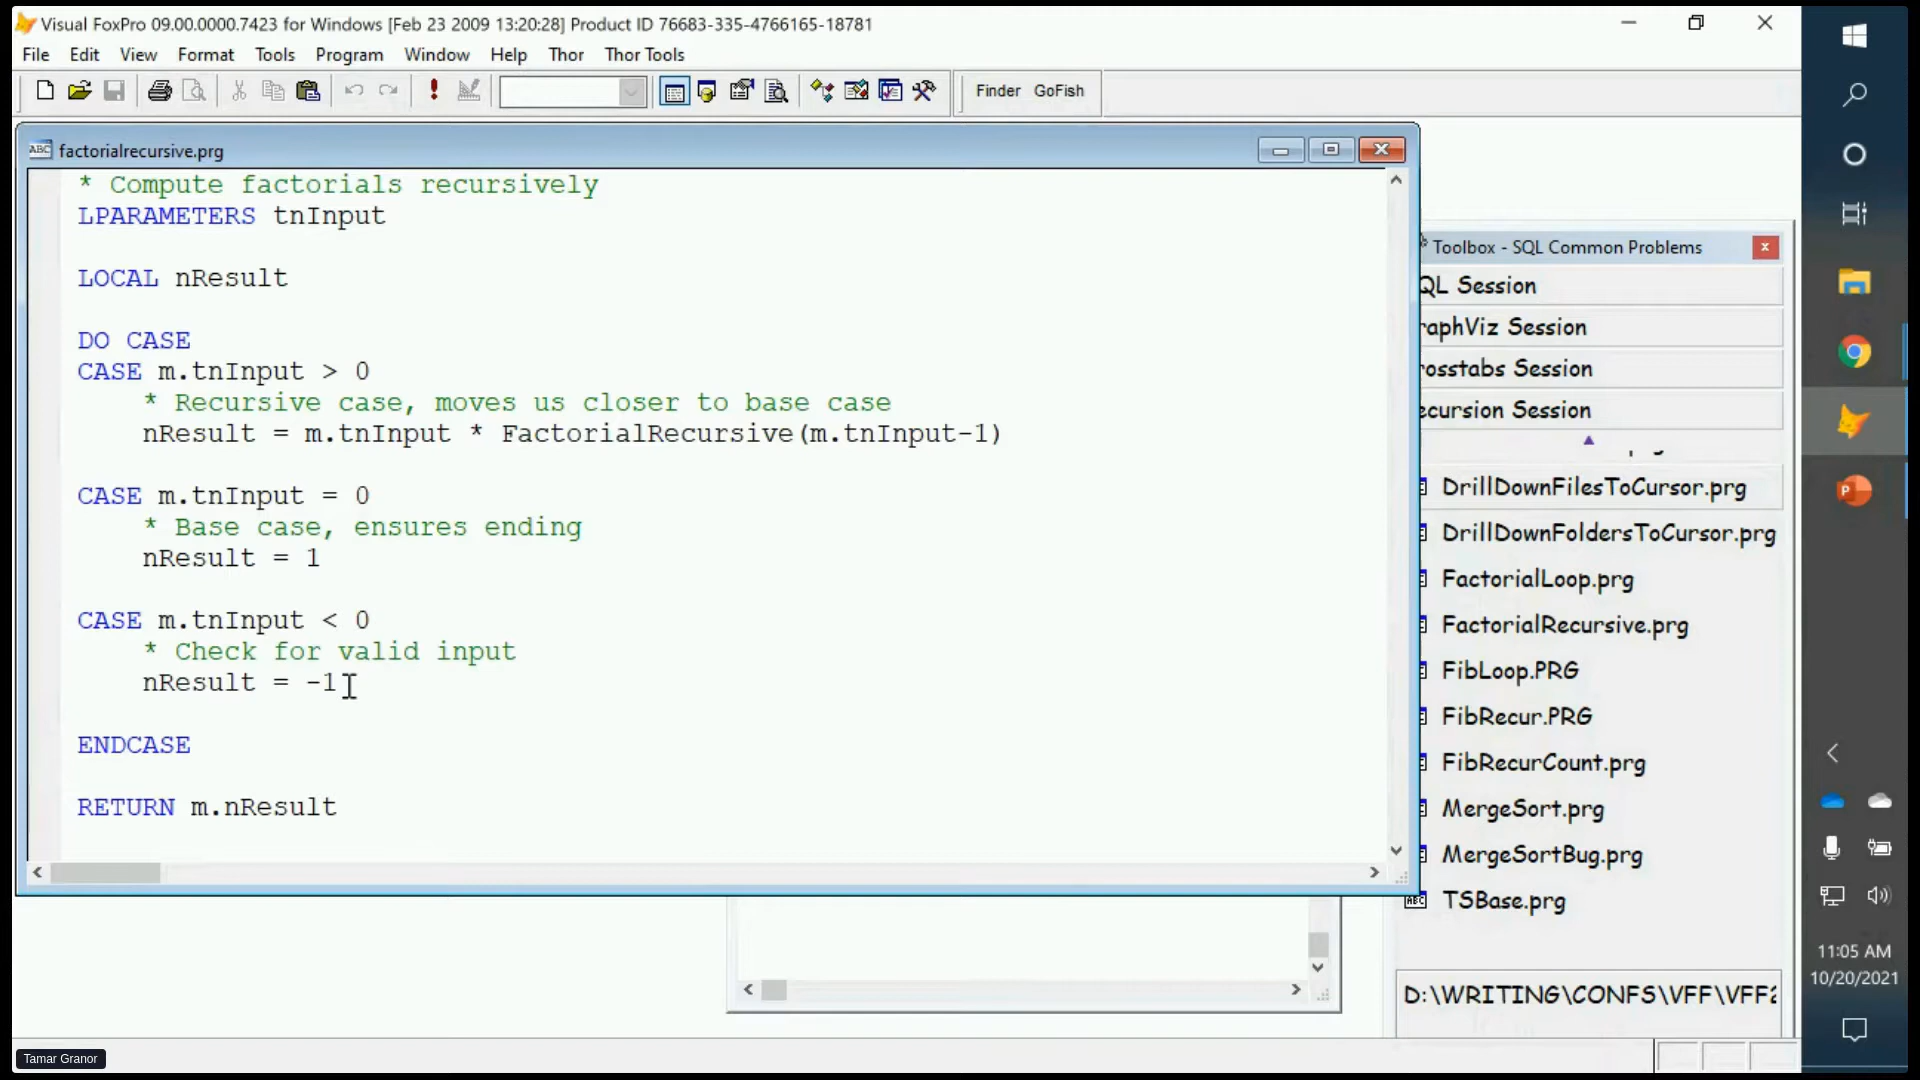 Visual FoxPro 09.00.0000.7423 for Windows [Feb 23 2009 13:20:28] Product ID 76683-335-4766165-18781
File Edit View Format Tools Program Window Help Thor Thor Tools
Finder GoFish
factorialrecursive.prg
* Compute factorials recursively
LPARAMETERS tnInput
LOCAL nResult
DO CASE
CASE m.tnInput > 0
* Recursive case, moves us closer to base case
nResult = m.tnInput * FactorialRecursive(m.tnInput-1)
CASE m.tnInput = 0
* Base case, ensures ending
nResult = 1
CASE m.tnInput < 0
* Check for valid input
nResult = -1
ENDCASE
RETURN m.nResult
Toolbox - SQL Common Problems
QL Session
raphViz Session
rosstabs Session
ecursion Session
DrillDownFilesToCursor.prg
DrillDownFoldersToCursor.prg
FactorialLoop.prg
FactorialRecursive.prg
FibLoop.PRG
FibRecur.PRG
FibRecurCount.prg
MergeSort.prg
MergeSortBug.prg
ABC TSBase.prg
D:\WRITING\CONFS\VFF\VFF2
11:05 AM
10/20/2021
Tamar Granor